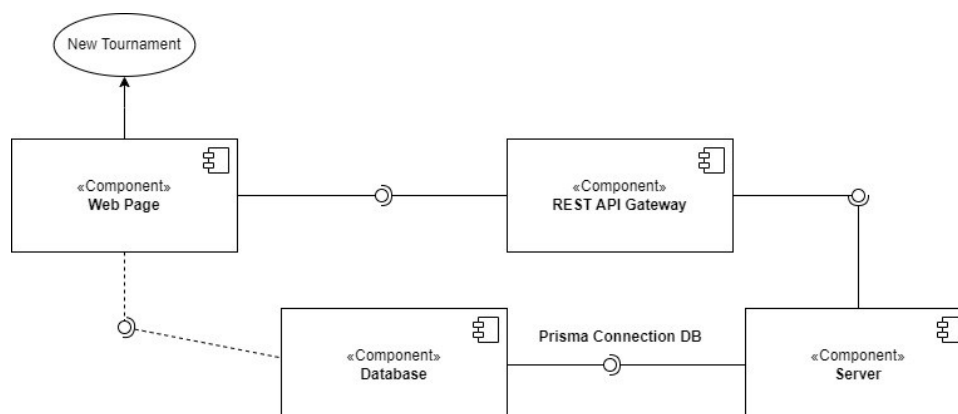 New Tournament
«Component»
Web Page
«Component»
REST API Gateway
Prisma Connection DB
«Component»
Database
«Component»
Server